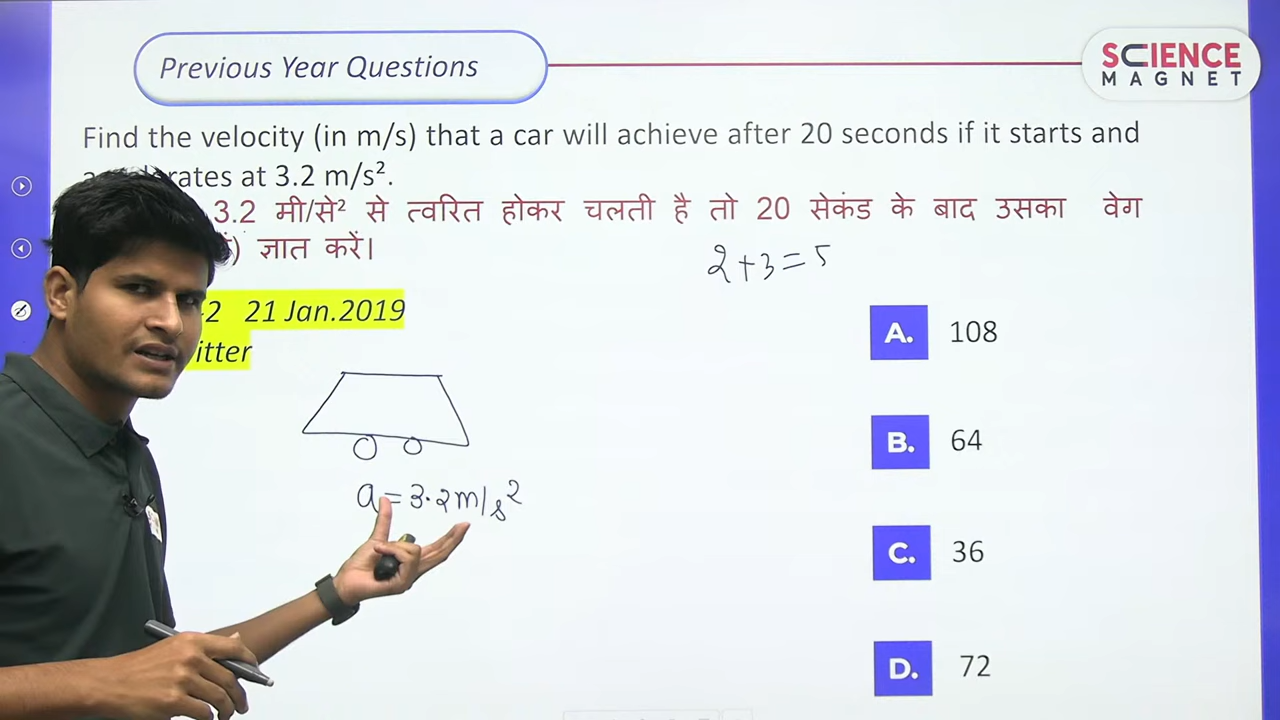 Previous Year Questions
SCIENCE
MAGNET
Find the velocity (in m/s) that a car will achieve after 20 seconds if it starts and
rates at 3.2 m/s².
3.2 मी/से² से त्वरित होकर चलती है तो 20 सेकंड के बाद उसका वेग
ज्ञात करें।
2+3=5
-2 21 Jan.2019
itter
a=3.2m/s²
A. 108
B. 64
C. 36
D. 72